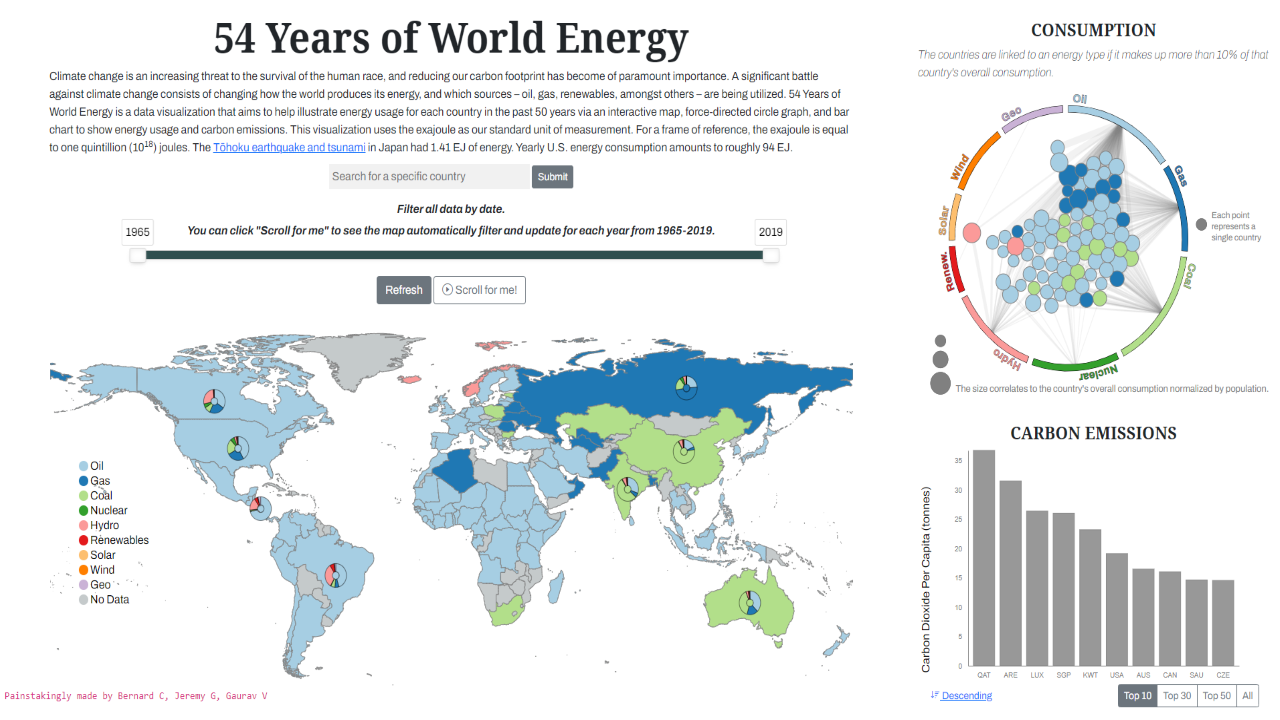 54 Years of World Energy
Climate change is an increasing threat to the survival of the human race, and reducing our carbon footprint has become of paramount importance. A significant battle
against climate change consists of changing how the world produces its energy, and which sources – oil, gas, renewables, amongst others – are being utilized. 54 Years of
World Energy is a data visualization that aims to help illustrate energy usage for each country in the past 50 years via an interactive map, force-directed circle graph, and bar
chart to show energy usage and carbon emissions. This visualization uses the exajoule as our standard unit of measurement. For a frame of reference, the exajoule is equal
to one quintillion (10¹⁸) joules. The Tōhoku earthquake and tsunami in Japan had 1.41 EJ of energy. Yearly U.S. energy consumption amounts to roughly 94 EJ.
Search for a specific country
Submit
Filter all data by date.
You can click "Scroll for me" to see the map automatically filter and update for each year from 1965-2019.
1965
2019
Refresh
Scroll for me!
Oil
Gas
Coal
Nuclear
Hydro
Renewables
Solar
Wind
Geo
No Data
Painstakingly made by Bernard C, Jeremy G, Gaurav V
CONSUMPTION
The countries are linked to an energy type if it makes up more than 10% of that
country's overall consumption.
Oil
Gas
Coal
Nuclear
Hydro
Renew.
Solar
Wind
Geo
Each point
represents a
single country
The size correlates to the country's overall consumption normalized by population.
CARBON EMISSIONS
Carbon Dioxide Per Capita (tonnes)
35
30
25
20
15
10
5
0
QAT ARE LUX SGP KWT USA AUS CAN SAU CZE
Descending
Top 10 Top 30 Top 50 All